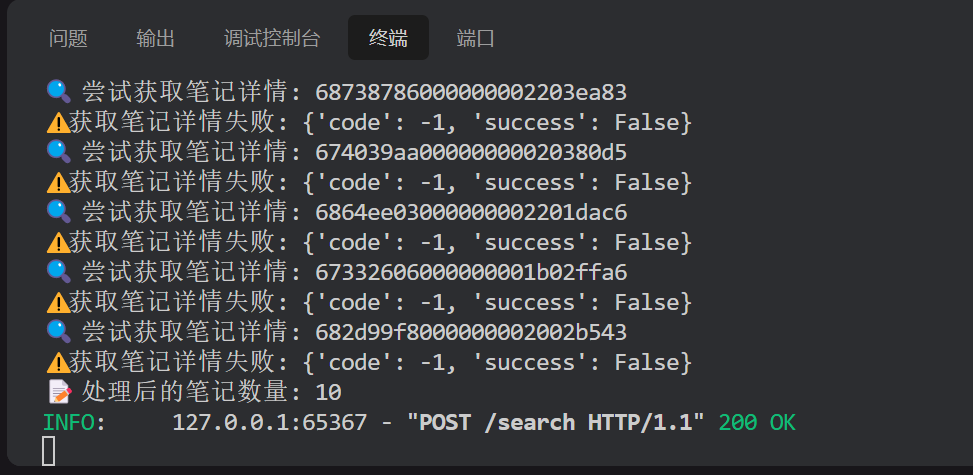 问题 输出 调试控制台 终端 端口
🔍 尝试获取笔记详情: 68738786000000002203ea83
⚠️获取笔记详情失败: {'code': -1, 'success': False}
🔍 尝试获取笔记详情: 674039aa00000000020380d5
⚠️获取笔记详情失败: {'code': -1, 'success': False}
🔍 尝试获取笔记详情: 6864ee03000000002201dac6
⚠️获取笔记详情失败: {'code': -1, 'success': False}
🔍 尝试获取笔记详情: 67332606000000001b02ffa6
⚠️获取笔记详情失败: {'code': -1, 'success': False}
🔍 尝试获取笔记详情: 682d99f8000000002002b543
⚠️获取笔记详情失败: {'code': -1, 'success': False}
📝 处理后的笔记数量: 10
INFO:     127.0.0.1:65367 - "POST /search HTTP/1.1" 200 OK